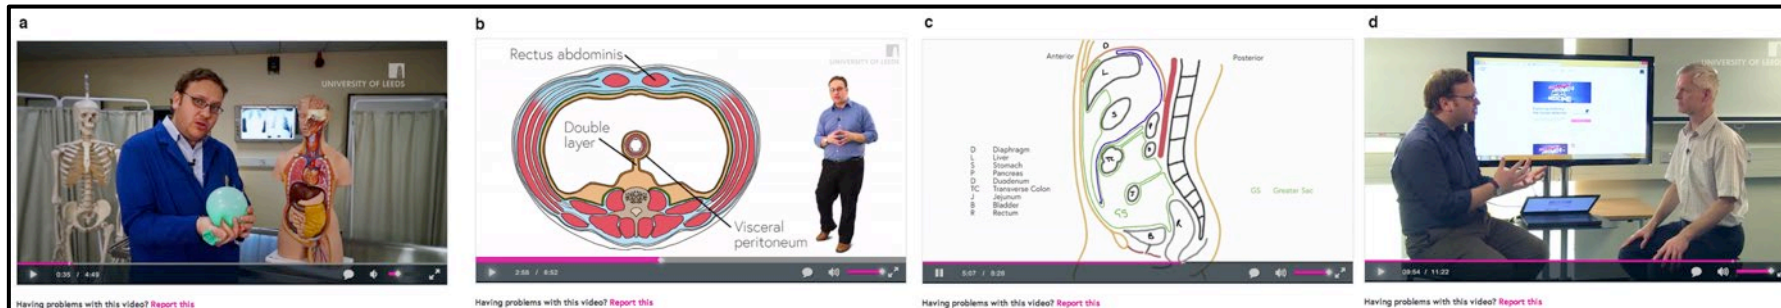 a
UNIVERSITY OF LEEDS
0:35 / 4:49
Having problems with this video? Report this
b
Rectus abdominis
Double
layer
Visceral
peritoneum
UNIVERSITY OF LEEDS
2:58 / 6:52
Having problems with this video? Report this
c
Anterior
D
Posterior
L
S
P
D
TC
J
GS
B
R
D Diaphragm
L Liver
S Stomach
P Pancreas
D Duodenum
TC Transverse Colon
J Jejunum
B Bladder
R Rectum
GS Greater Sac
5:07 / 8:28
Having problems with this video? Report this
d
UNIVERSITY OF LEEDS
09:54 / 11:22
Having problems with this video? Report this